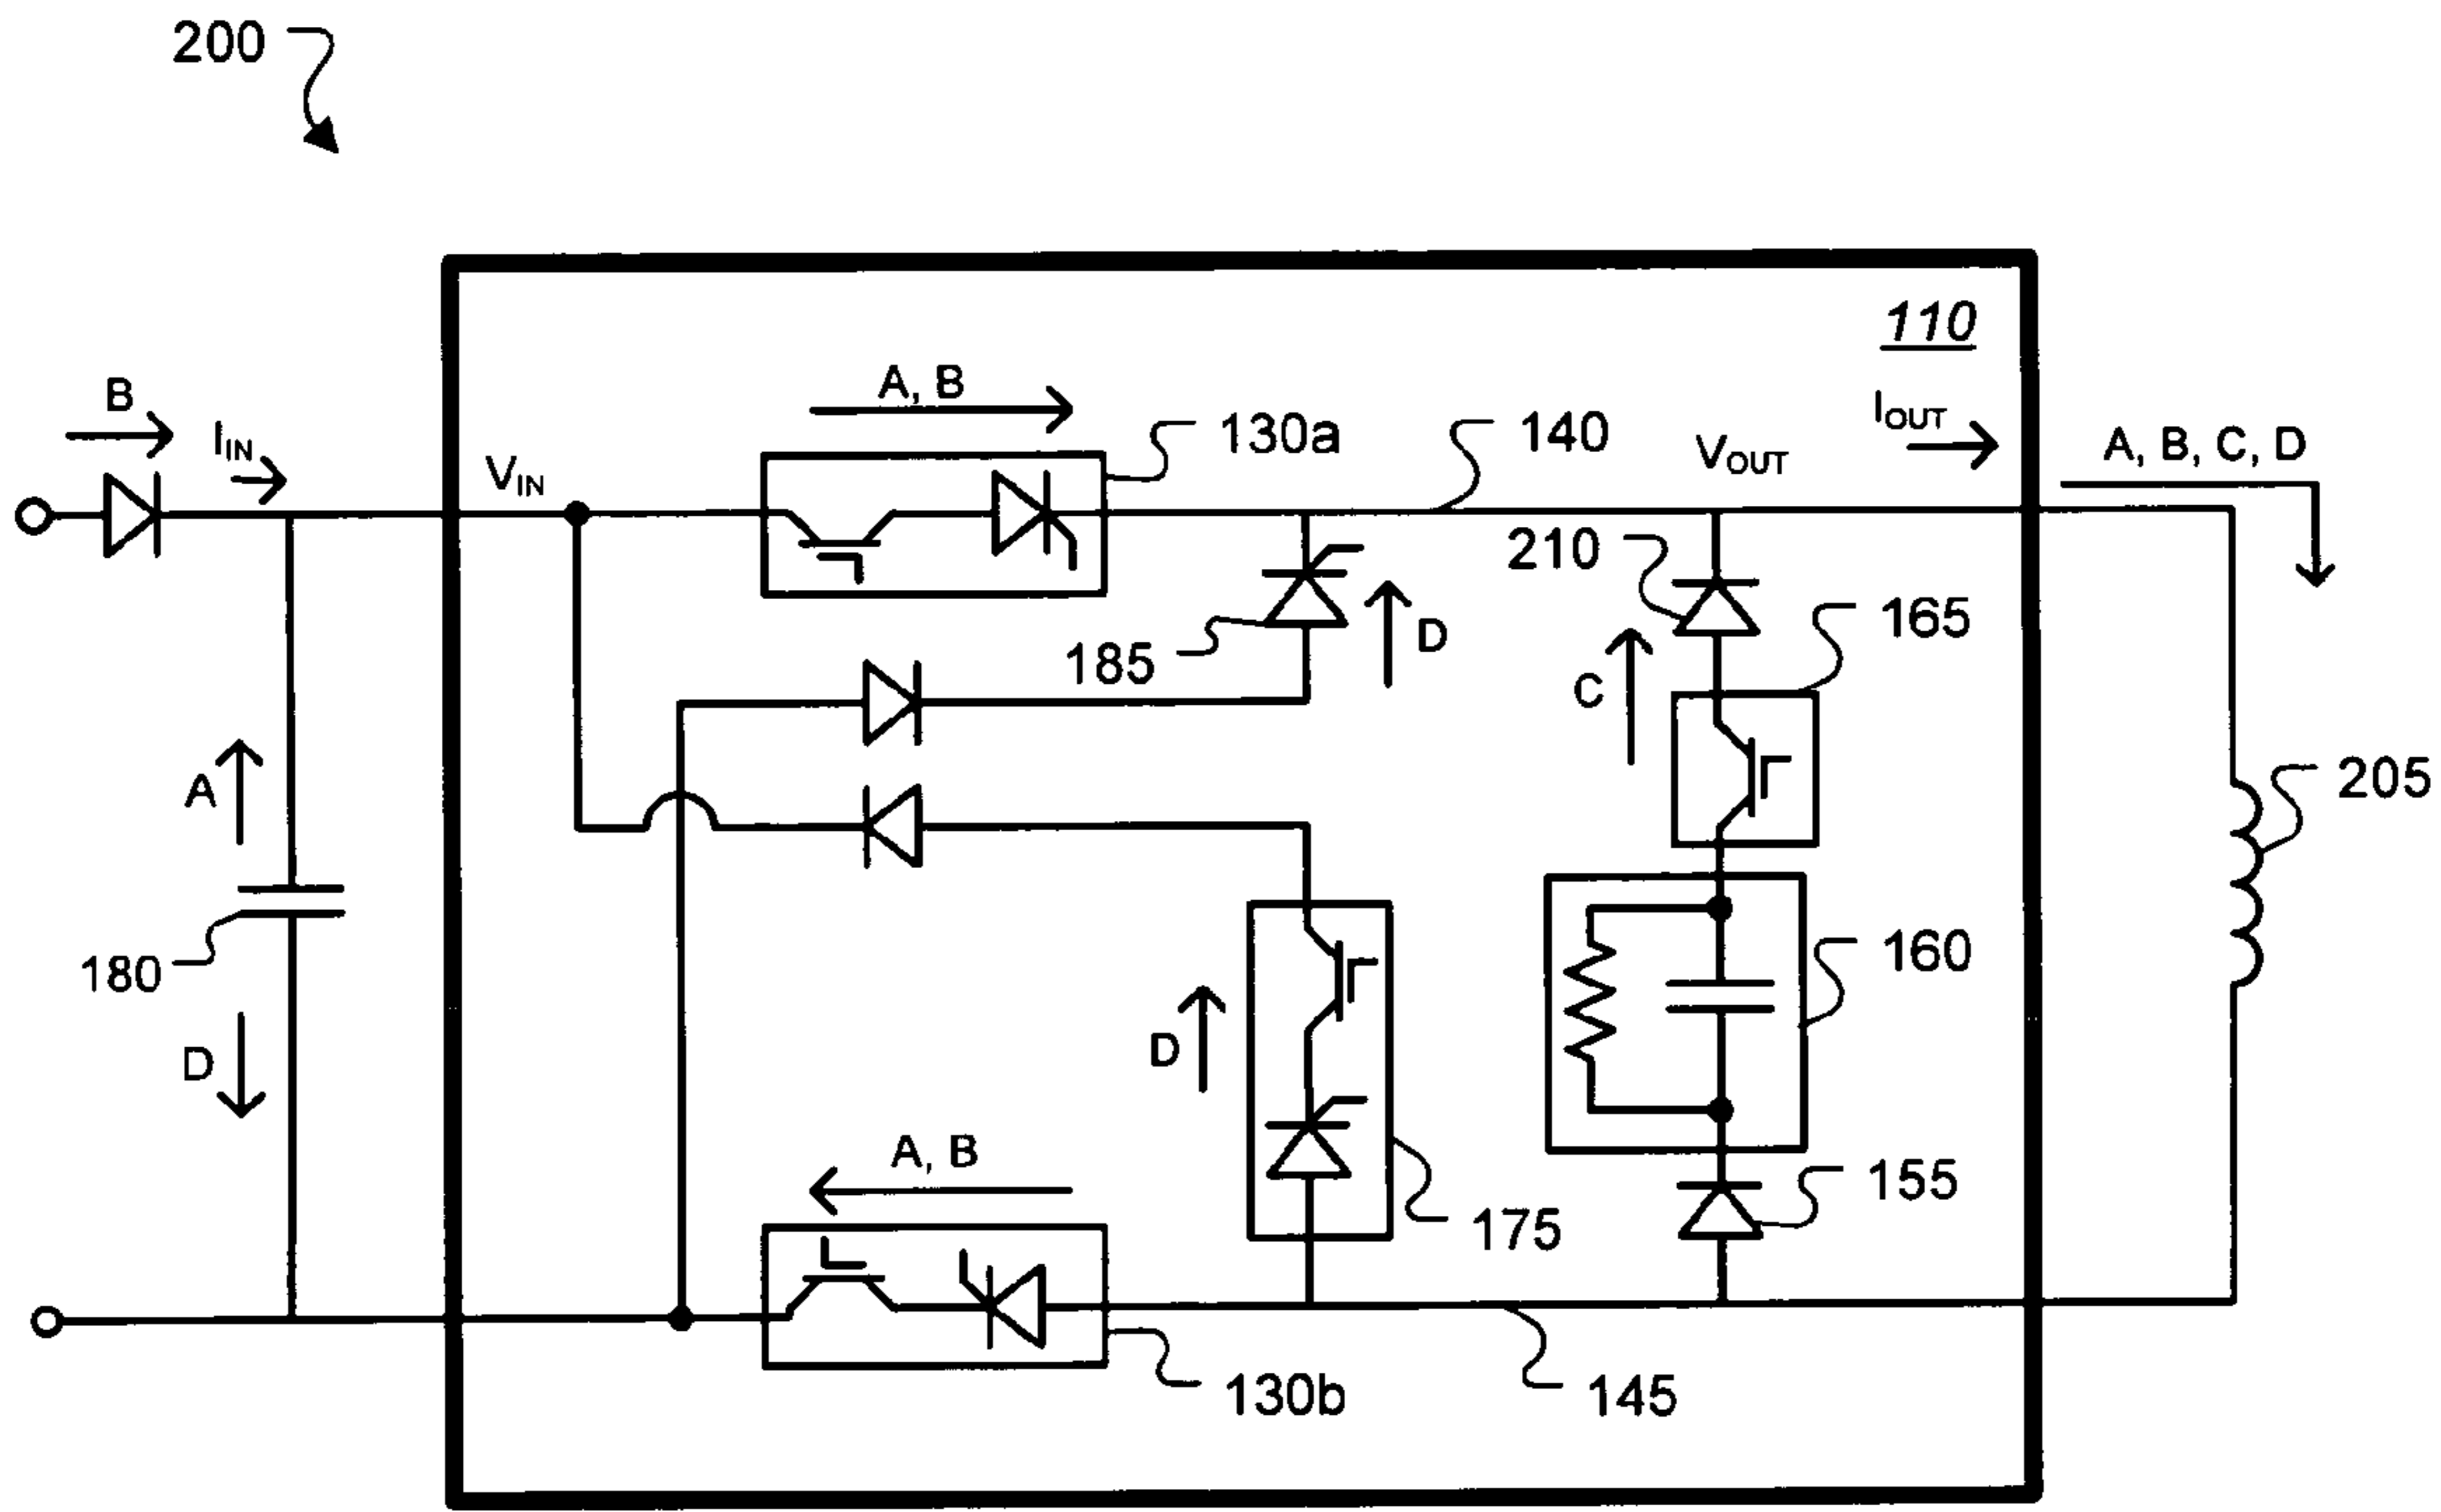 200
110
B
I_IN
V_IN
A, B
130a
140
V_OUT
I_OUT
A, B, C, D
210
165
185
D
C
A
205
180
160
D
D
155
A, B
175
130b
145